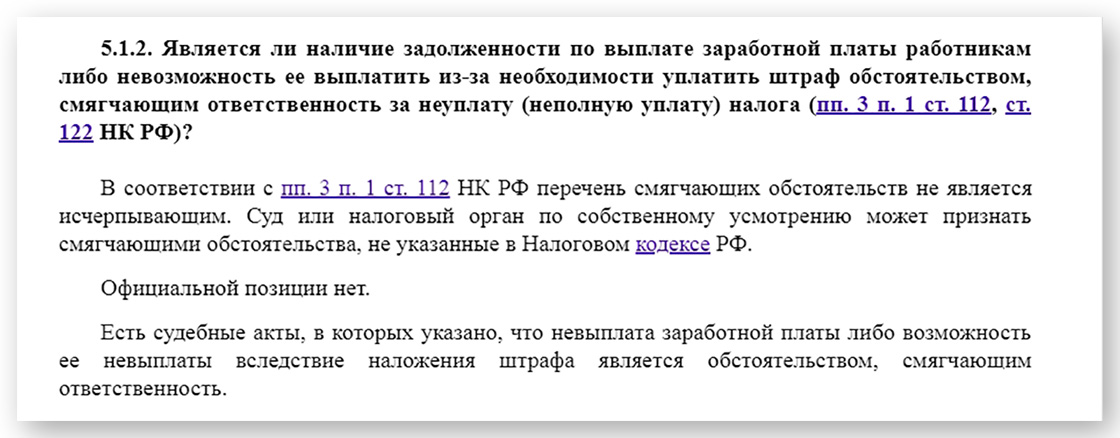 5.1.2. Является ли наличие задолженности по выплате заработной платы работникам
либо невозможность ее выплатить из-за необходимости уплатить штраф обстоятельством,
смягчающим ответственность за неуплату (неполную уплату) налога (пп. 3 п. 1 ст. 112, ст.
122 НК РФ)?
В соответствии с пп. 3 п. 1 ст. 112 НК РФ перечень смягчающих обстоятельств не является
исчерпывающим. Суд или налоговый орган по собственному усмотрению может признать
смягчающими обстоятельства, не указанные в Налоговом кодексе РФ.
Официальной позиции нет.
Есть судебные акты, в которых указано, что невыплата заработной платы либо возможность
ее невыплаты вследствие наложения штрафа является обстоятельством, смягчающим
ответственность.